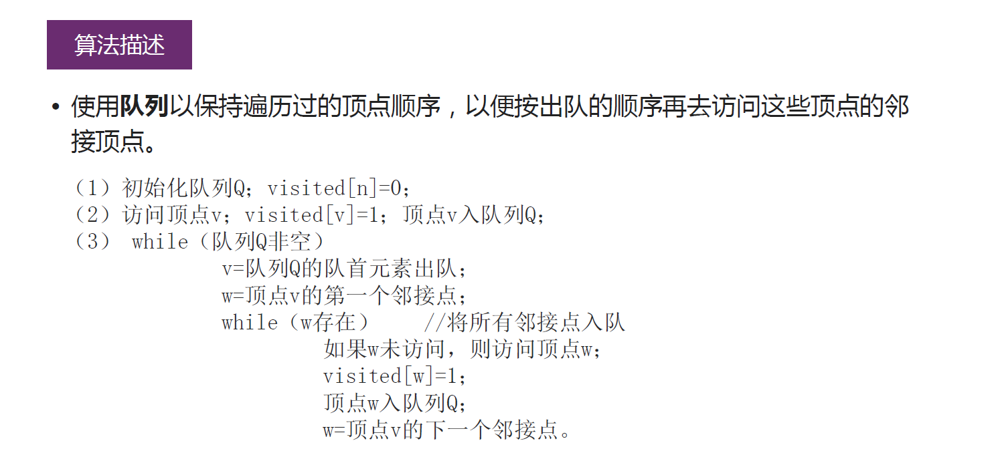 算法描述
• 使用队列以保持遍历过的顶点顺序，以便按出队的顺序再去访问这些顶点的邻
接顶点。
（1）初始化队列Q；visited[n]=0；
（2）访问顶点v；visited[v]=1；顶点v入队列Q；
（3） while（队列Q非空）
v=队列Q的队首元素出队；
w=顶点v的第一个邻接点；
while（w存在） //将所有邻接点入队
如果w未访问，则访问顶点w；
visited[w]=1；
顶点w入队列Q；
w=顶点v的下一个邻接点。